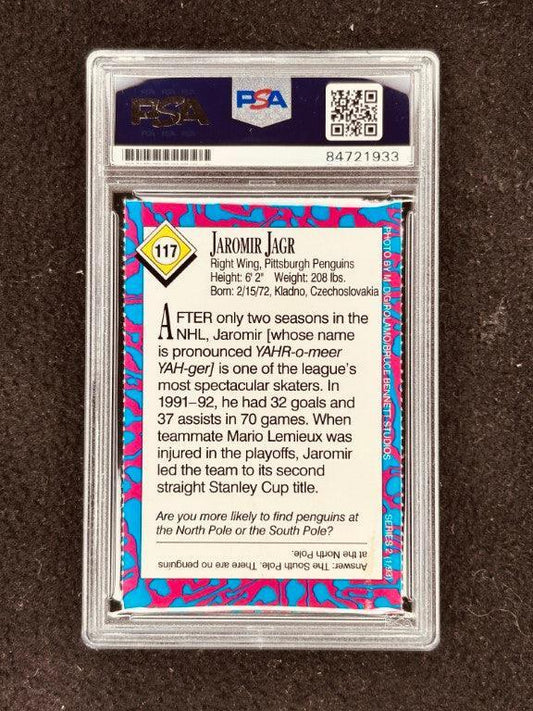 PSA
PSA
84721933
117
JAROMIR JAGR
Right Wing, Pittsburgh Penguins
Height: 6' 2" Weight: 208 lbs.
Born: 2/15/72, Kladno, Czechoslovakia
AFTER only two seasons in the
NHL, Jaromir [whose name
is pronounced YAHR-o-meer
YAH-ger] is one of the league's
most spectacular skaters. In
1991–92, he had 32 goals and
37 assists in 70 games. When
teammate Mario Lemieux was
injured in the playoffs, Jaromir
led the team to its second
straight Stanley Cup title.
Are you more likely to find penguins at
the North Pole or the South Pole?
Answer: The South Pole. There are no penguins
at the North Pole.
PHOTO BY M. DIGIROLAMO/BRUCE BENNETT STUDIOS
SERIES 2 (1/93)